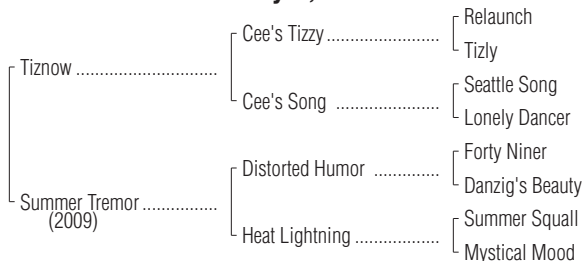 Relaunch
Cee's Tizzy ........................
Tizly
Tiznow ..............................
Seattle Song
Cee's Song ......................
Lonely Dancer
Forty Niner
Distorted Humor ..............
Danzig's Beauty
Summer Tremor ................
(2009)
Summer Squall
Heat Lightning ..................
Mystical Mood